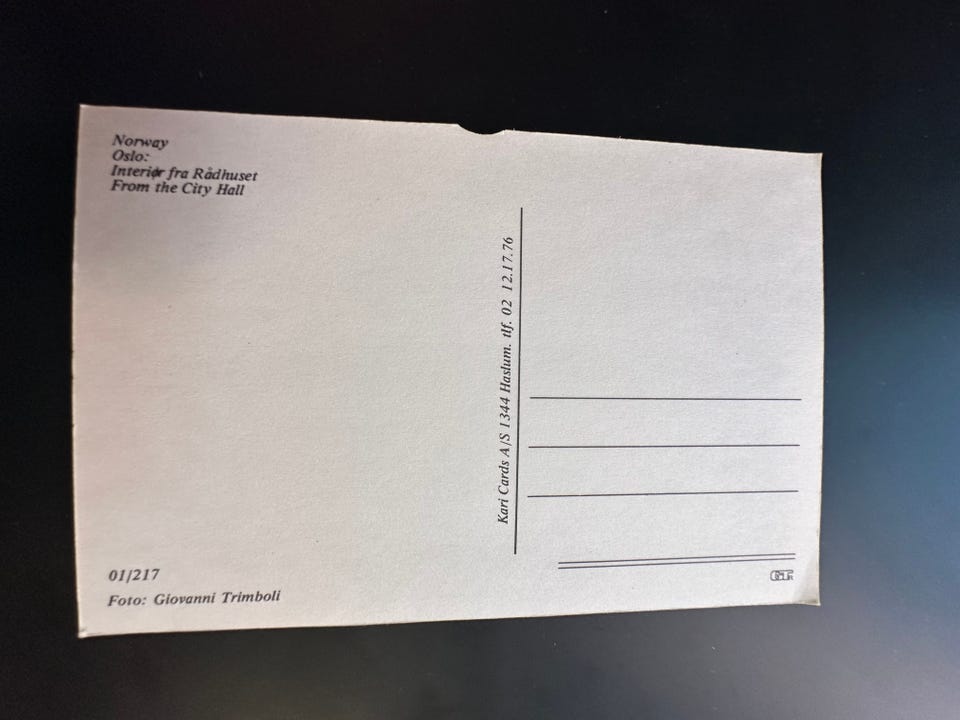 Norway
Oslo:
Interiør fra Rådhuset
From the City Hall
Kari Cards A/S 1344 Haslum. tlf. 02 12.17.76
01/217
Foto: Giovanni Trimboli